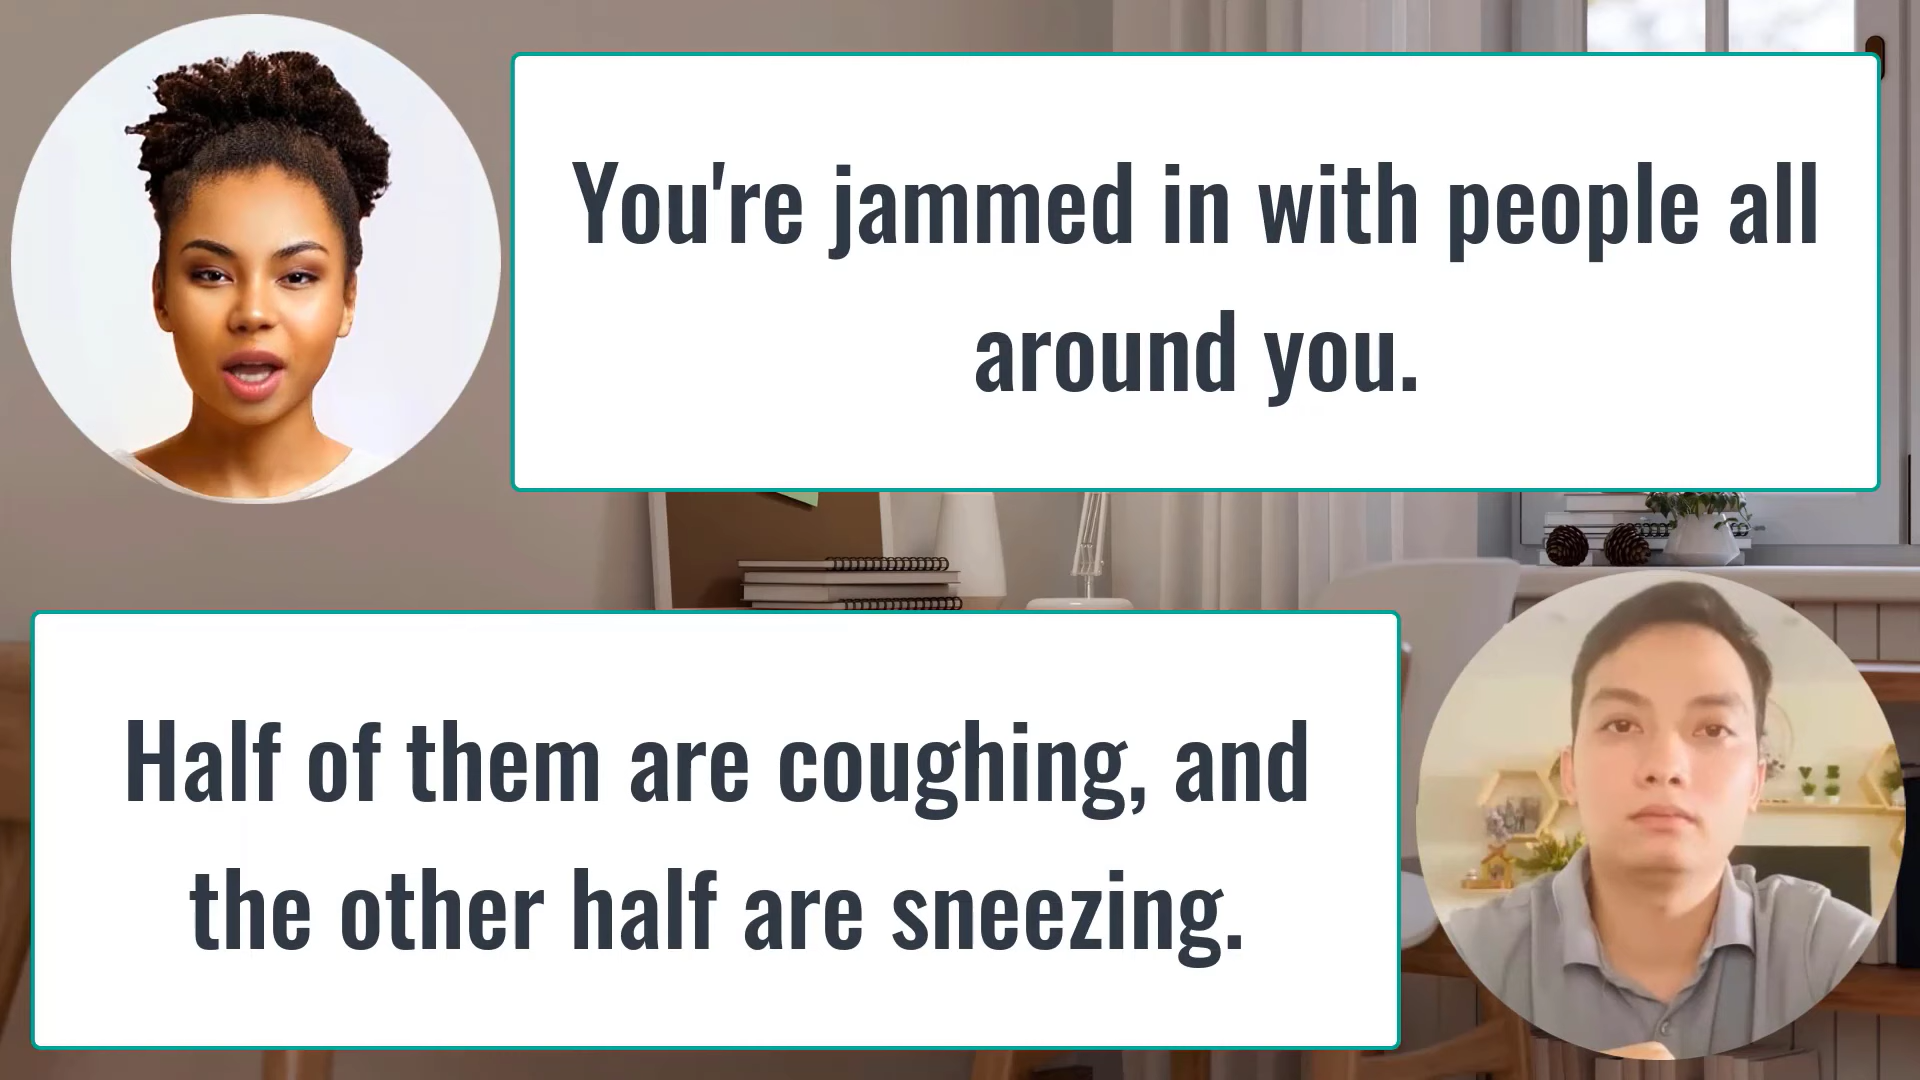 You're jammed in with people all
around you.
Half of them are coughing, and
the other half are sneezing.